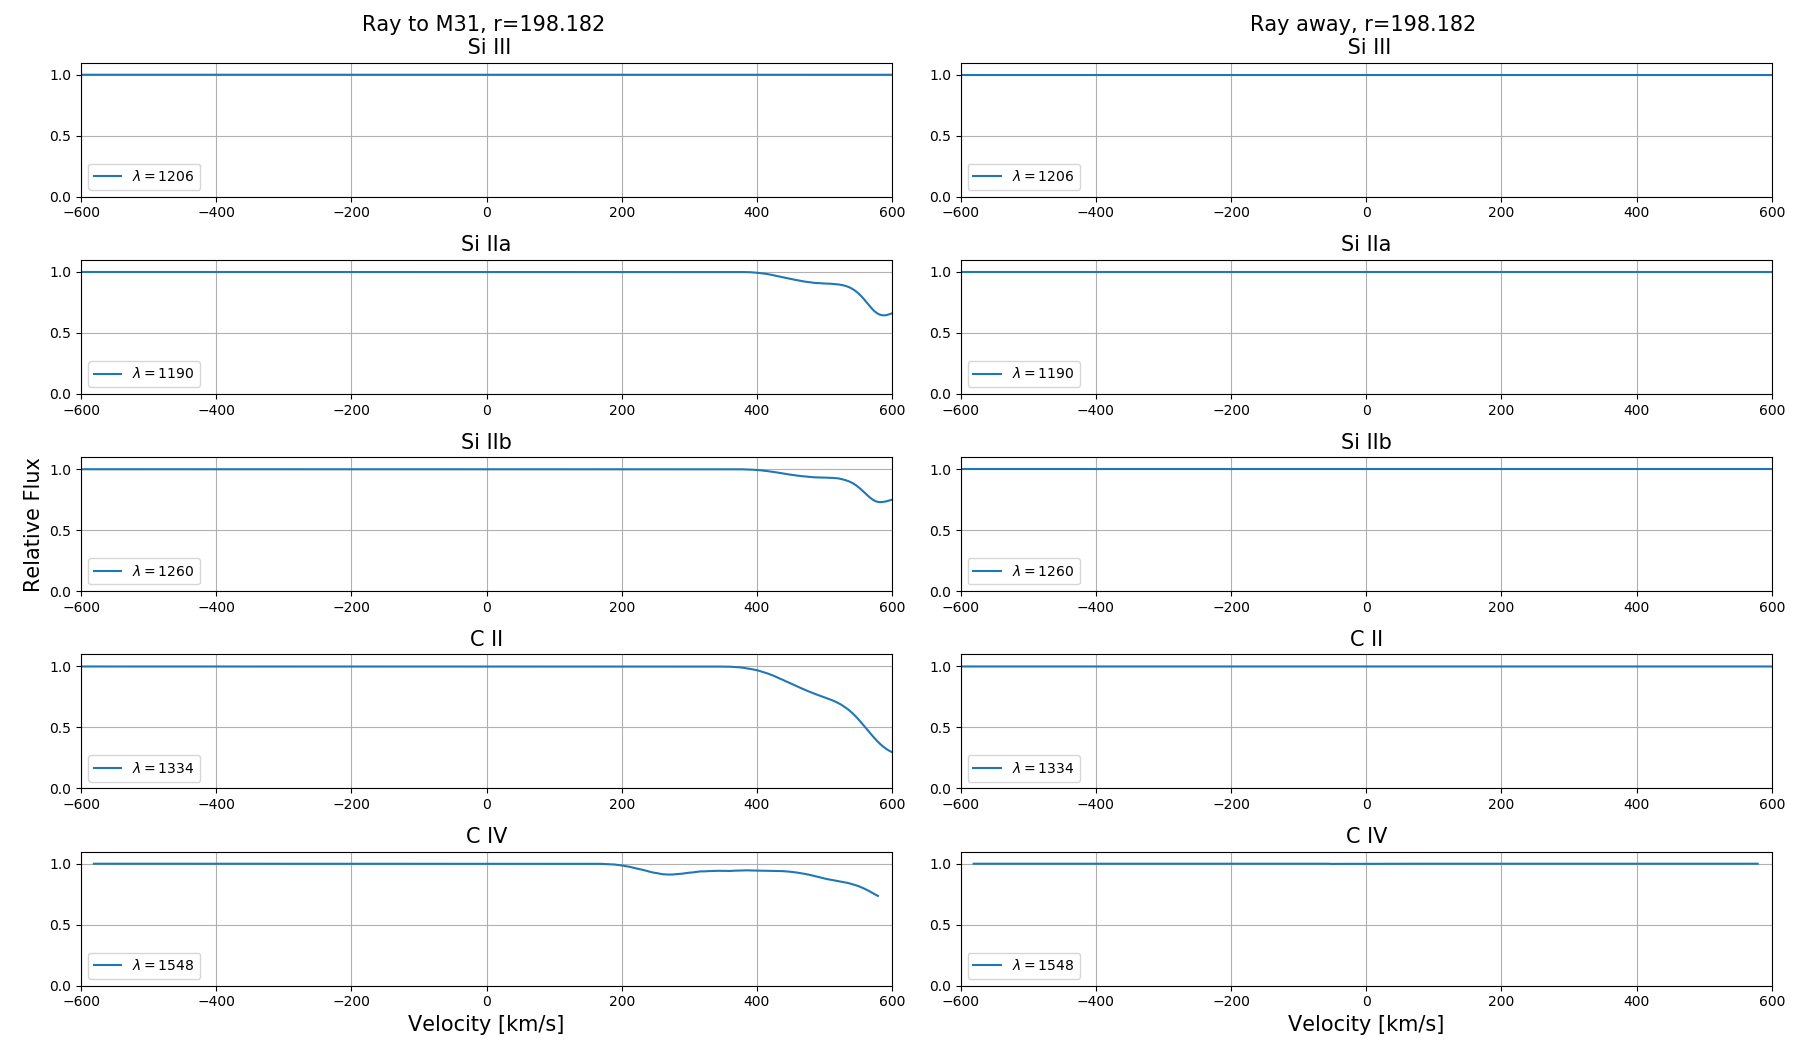 Ray to M31, r=198.182
Si III
1.0
0.5
0.0
λ = 1206
−600 −400 −200 0 200 400 600
Si IIa
1.0
0.5
0.0
λ = 1190
−600 −400 −200 0 200 400 600
Si IIb
1.0
0.5
0.0
λ = 1260
−600 −400 −200 0 200 400 600
C II
1.0
0.5
0.0
λ = 1334
−600 −400 −200 0 200 400 600
C IV
1.0
0.5
0.0
λ = 1548
−600 −400 −200 0 200 400 600
Velocity [km/s]
Relative Flux
Ray away, r=198.182
Si III
1.0
0.5
0.0
λ = 1206
−600 −400 −200 0 200 400 600
Si IIa
1.0
0.5
0.0
λ = 1190
−600 −400 −200 0 200 400 600
Si IIb
1.0
0.5
0.0
λ = 1260
−600 −400 −200 0 200 400 600
C II
1.0
0.5
0.0
λ = 1334
−600 −400 −200 0 200 400 600
C IV
1.0
0.5
0.0
λ = 1548
−600 −400 −200 0 200 400 600
Velocity [km/s]